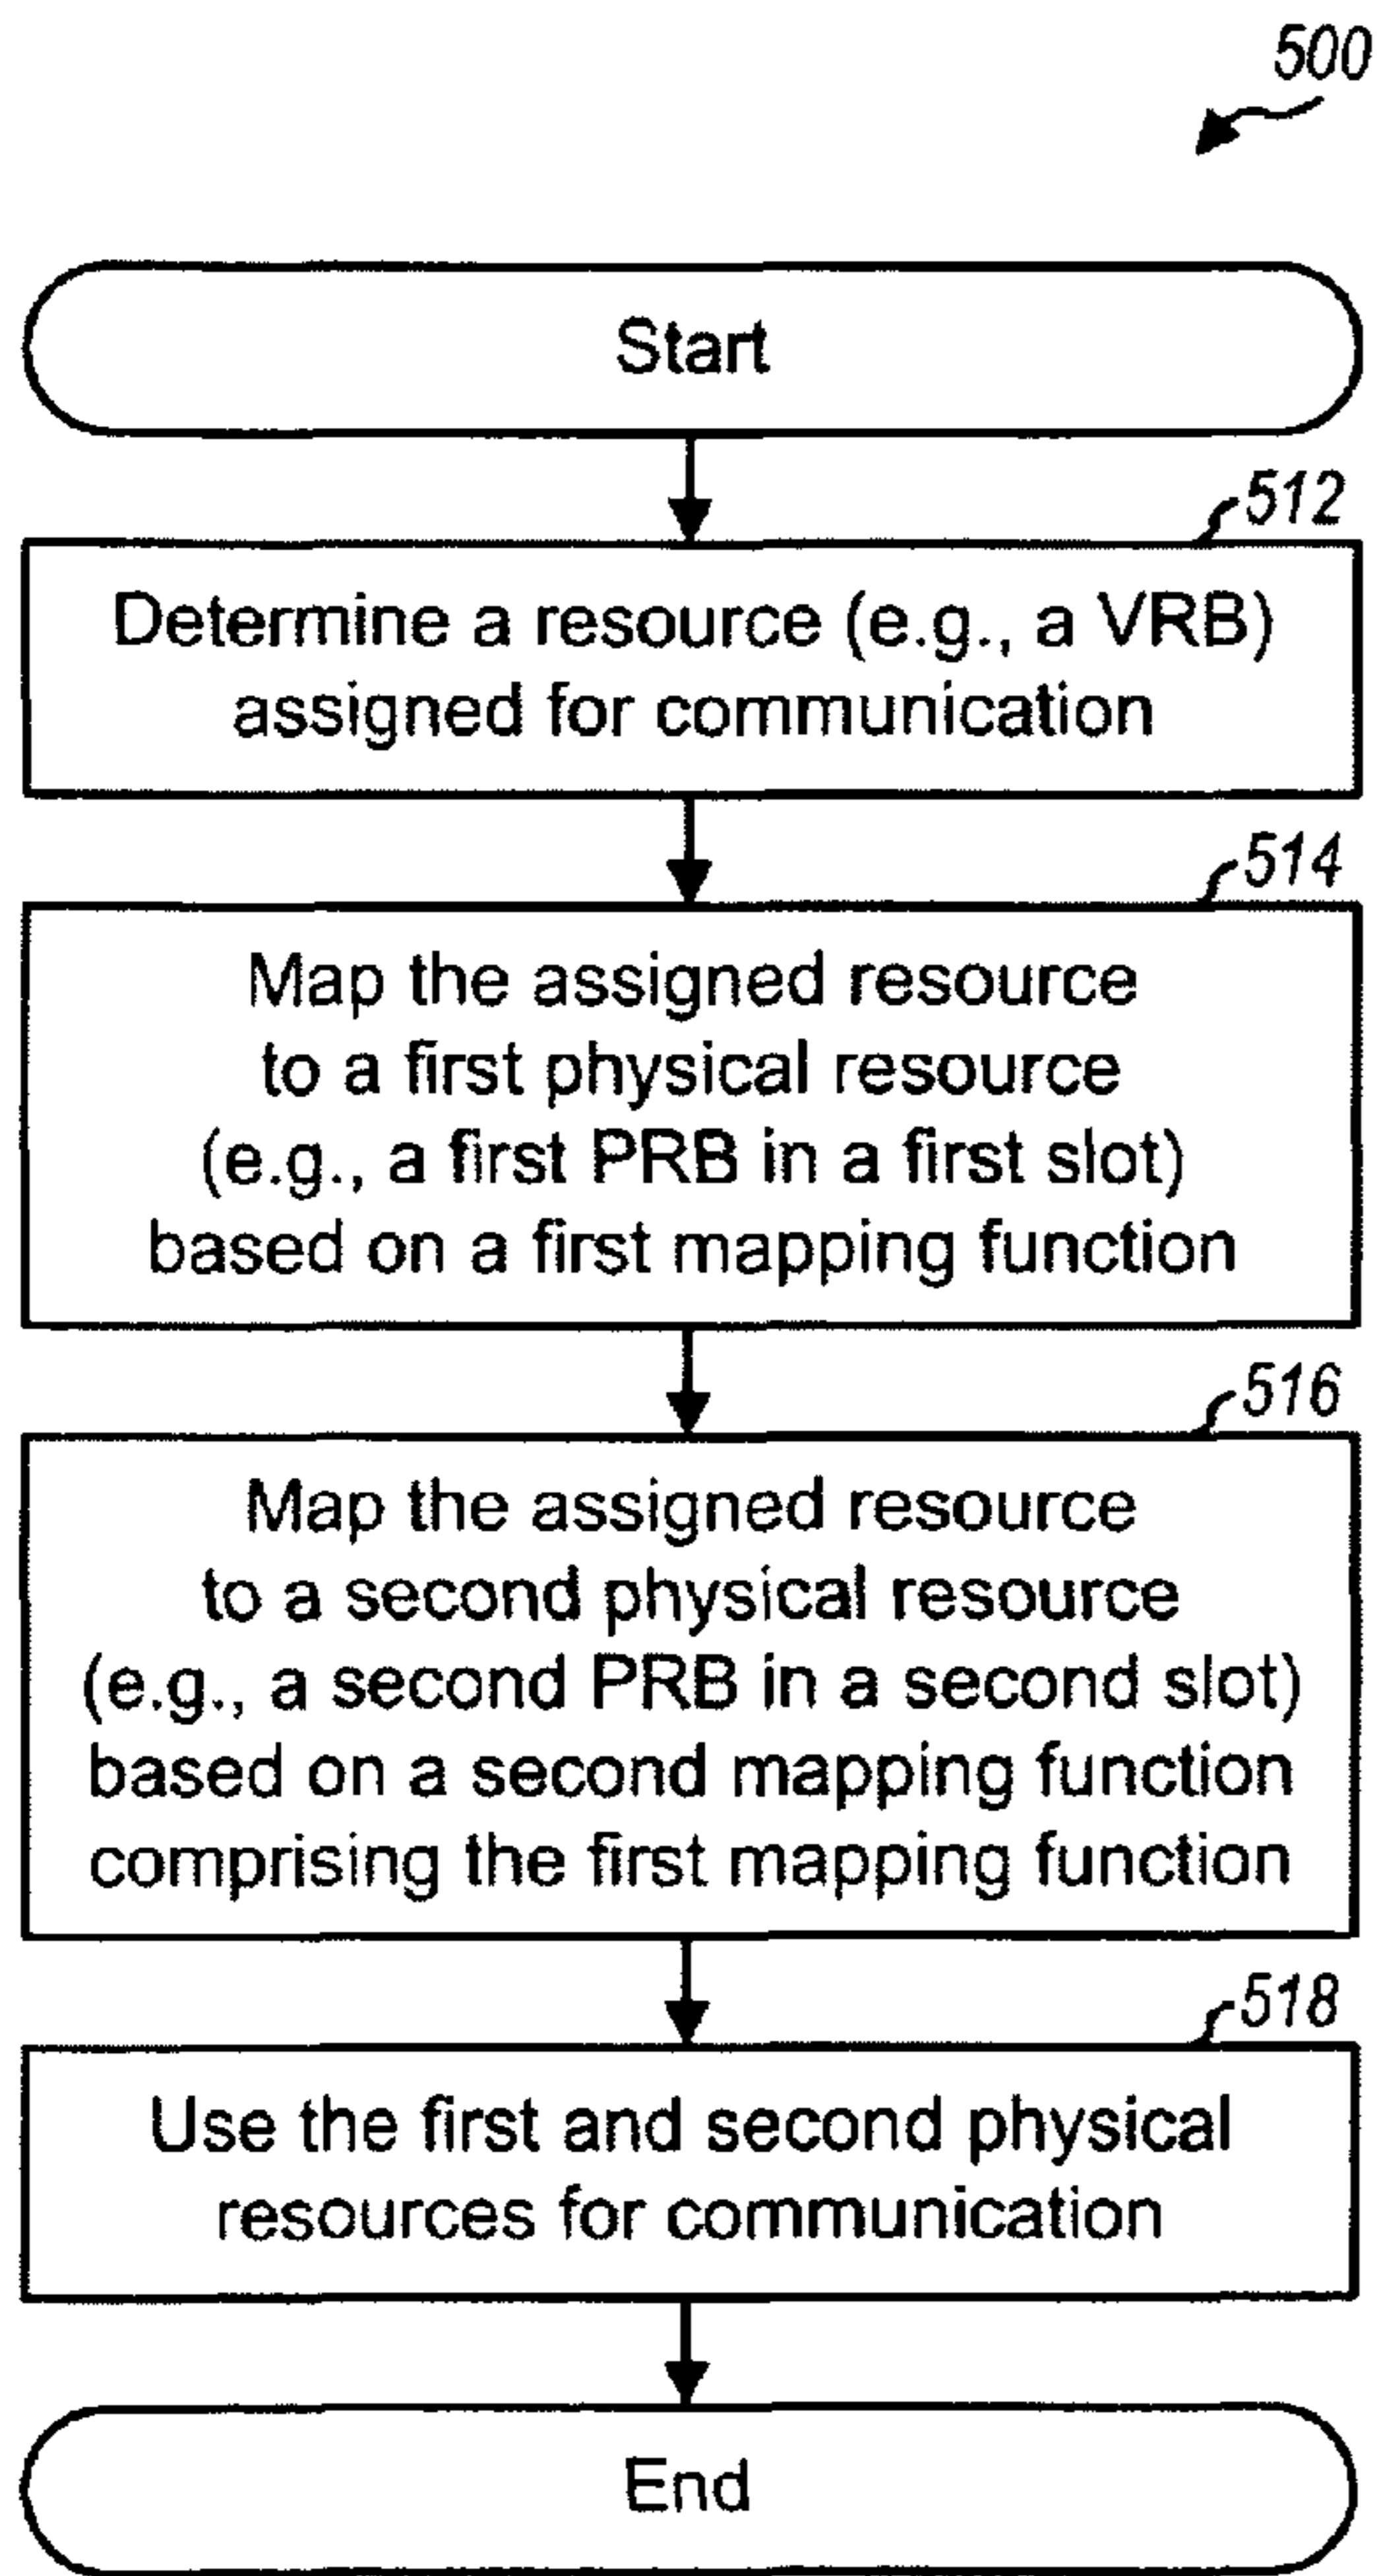 500
Start
512
Determine a resource (e.g., a VRB)
assigned for communication
514
Map the assigned resource
to a first physical resource
(e.g., a first PRB in a first slot)
based on a first mapping function
516
Map the assigned resource
to a second physical resource
(e.g., a second PRB in a second slot)
based on a second mapping function
comprising the first mapping function
518
Use the first and second physical
resources for communication
End